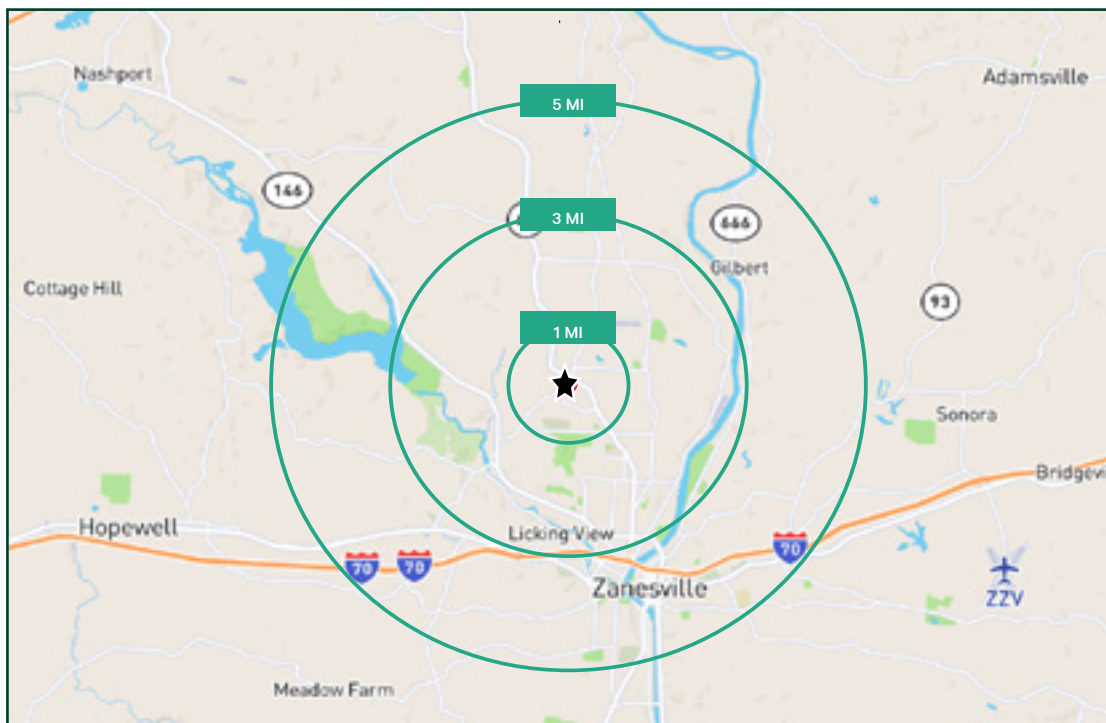 5 MI
Nashport
Adamsville
146
3 MI
666
Gilbert
Cottage Hill
93
1 MI
Sonora
Bridgevi
Hopewell
Licking View
70
70
70
Zanesville
ZZV
Meadow Farm